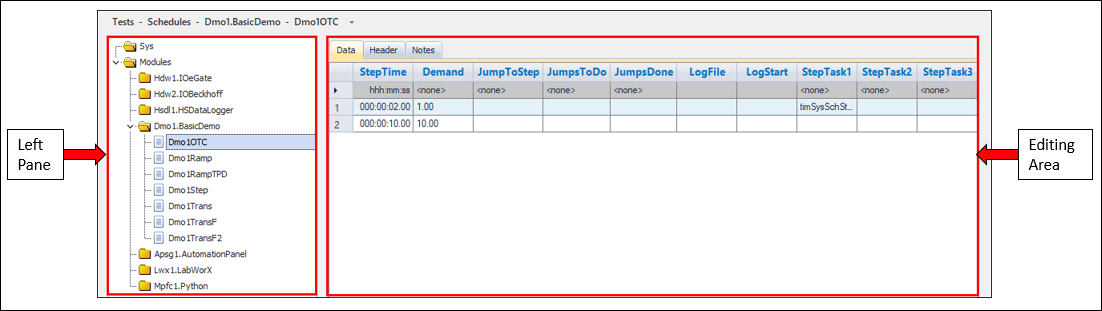 Tests - Schedules - Dmo1.BasicDemo - Dmo1OTC
Left Pane
Sys
Modules
Hdw1.IOeGate
Hdw2.IOBeckhoff
Hsdl1.HSDataLogger
Dmo1.BasicDemo
Dmo1OTC
Dmo1Ramp
Dmo1RampTPD
Dmo1Step
Dmo1Trans
Dmo1TransF
Dmo1TransF2
Apsg1.AutomationPanel
Lwx1.LabWorX
Mpfc1.Python
Data Header Notes
StepTime Demand JumpToStep JumpsToDo JumpsDone LogFile LogStart StepTask1 StepTask2 StepTask3
hhh:mm:ss <none> <none> <none> <none> <none> <none> <none>
1 000:00:02.00 1.00 timSysSchSt...
2 000:00:10.00 10.00
Editing Area